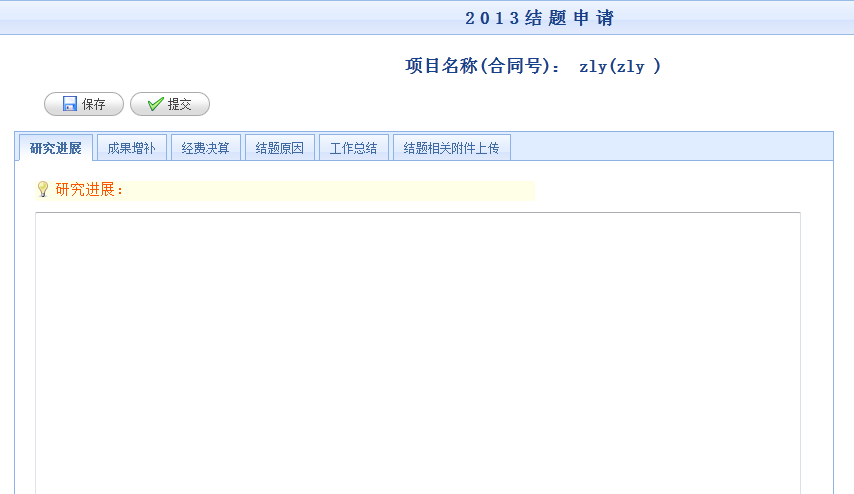 2013结题申请
项目名称(合同号)： zly(zly )
保存 提交
研究进展 成果增补 经费决算 结题原因 工作总结 结题相关附件上传
研究进展：